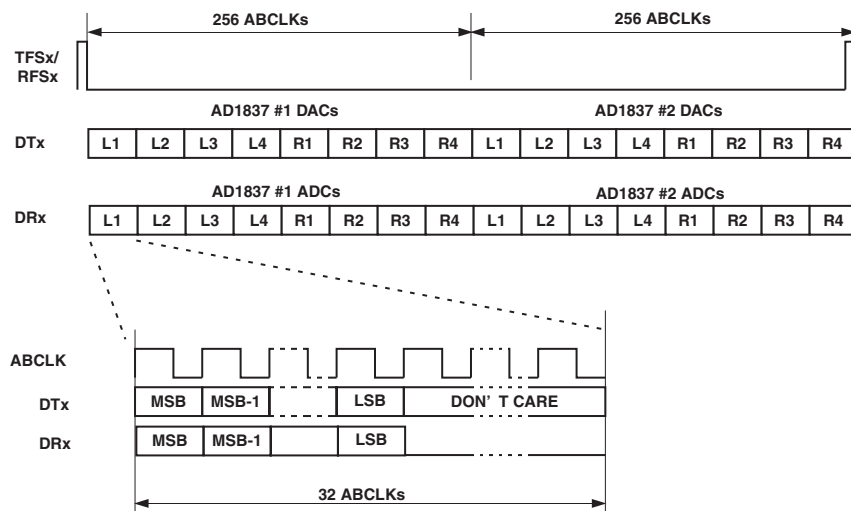 256 ABCLKs 256 ABCLKs
TFSx/
RFSx
AD1837 #1 DACs AD1837 #2 DACs
DTx L1 L2 L3 L4 R1 R2 R3 R4 L1 L2 L3 L4 R1 R2 R3 R4
AD1837 #1 ADCs AD1837 #2 ADCs
DRx L1 L2 L3 L4 R1 R2 R3 R4 L1 L2 L3 L4 R1 R2 R3 R4
ABCLK
DTx MSB MSB-1 LSB DON' T CARE
DRx MSB MSB-1 LSB
32 ABCLKs